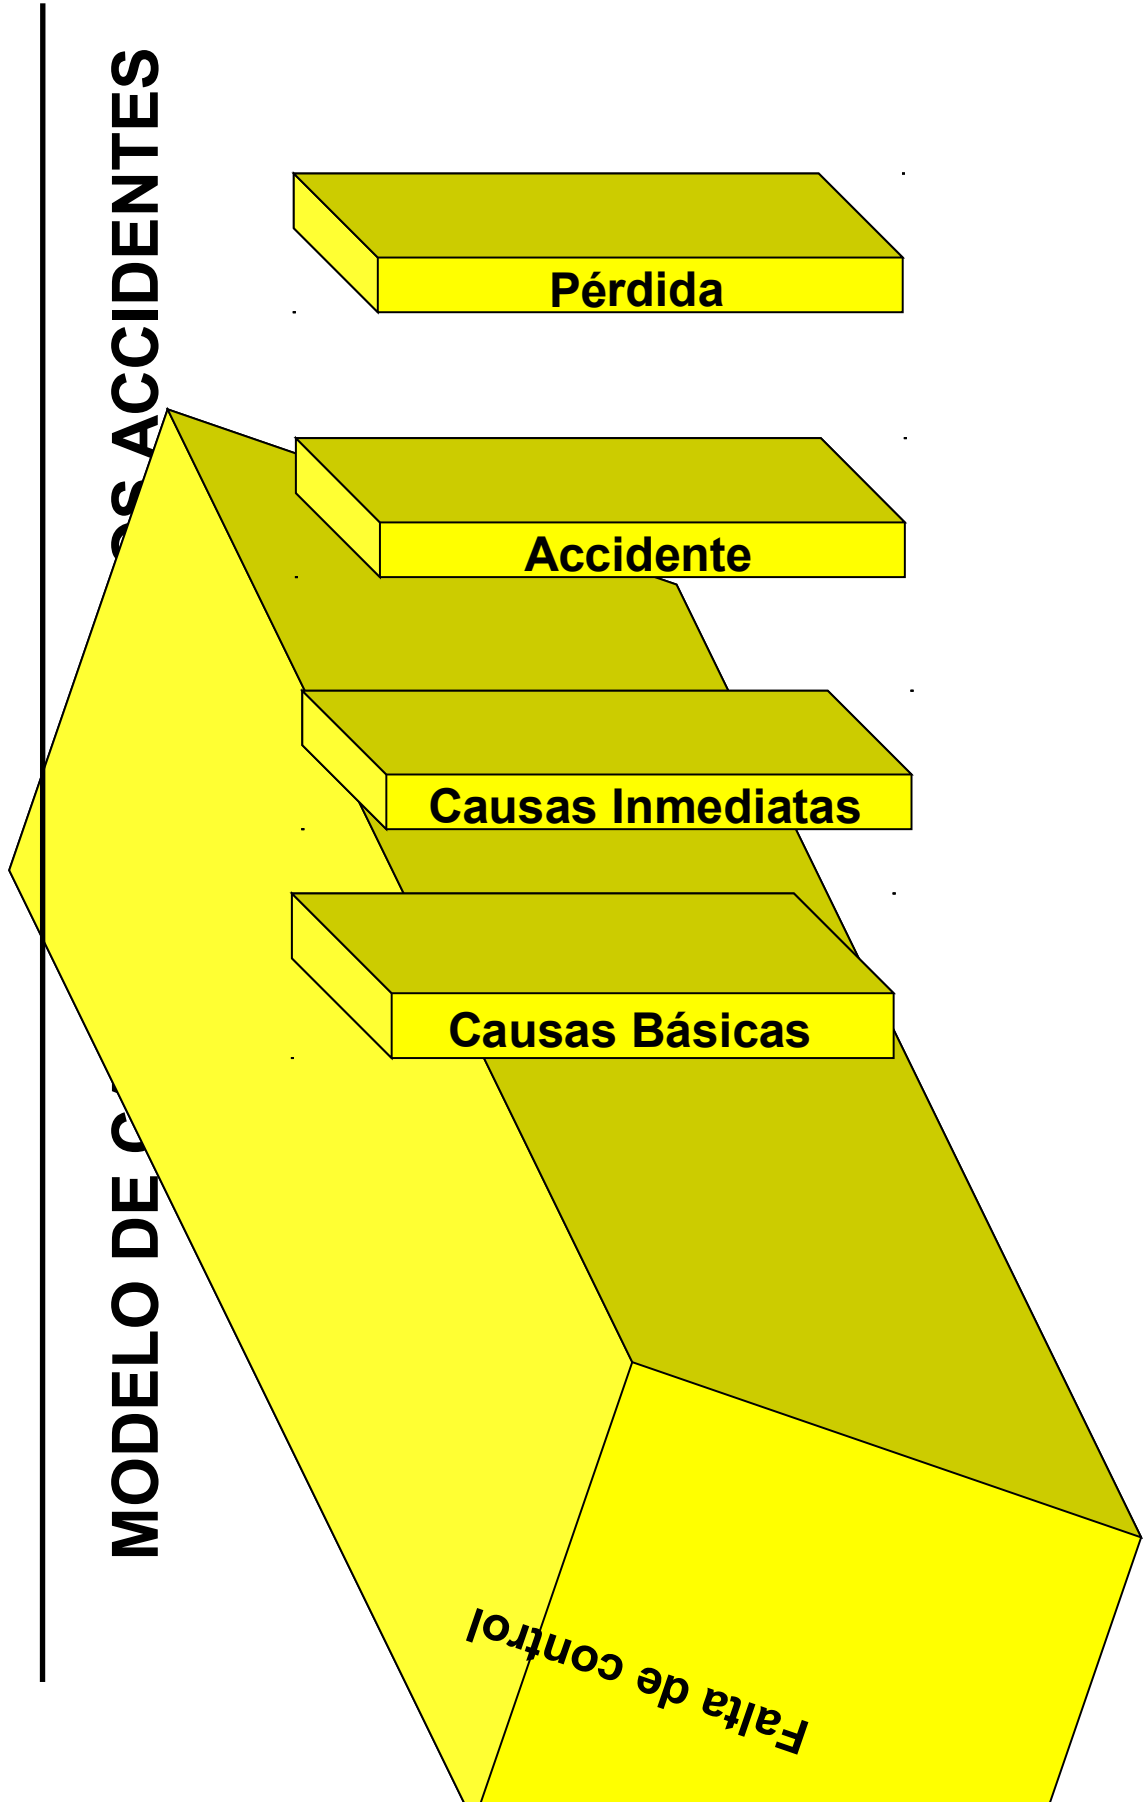 MODELO DE
ACCIDENTES
Pérdida
Accidente
Causas Inmediatas
Causas Básicas
Falta de control